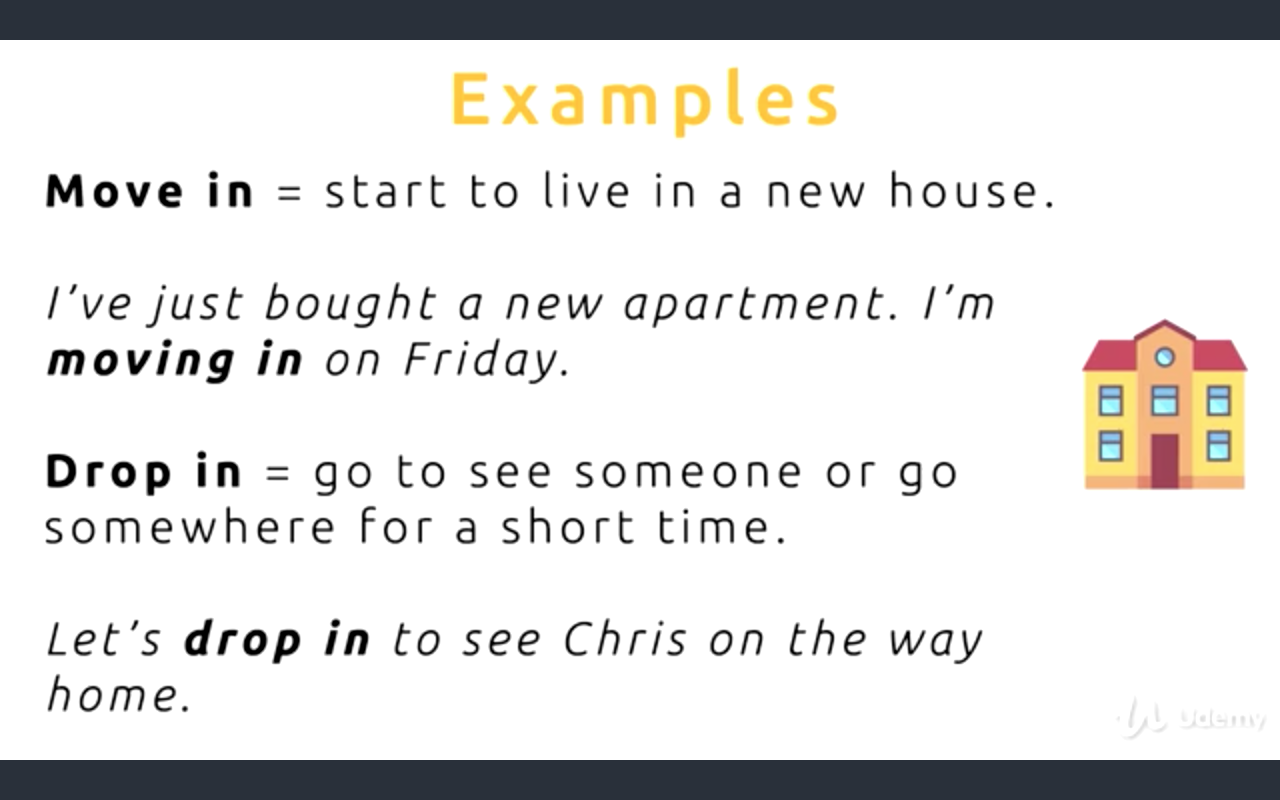 Examples
Move in = start to live in a new house.
I’ve just bought a new apartment. I’m
moving in on Friday.
Drop in = go to see someone or go
somewhere for a short time.
Let’s drop in to see Chris on the way
home.
Udemy